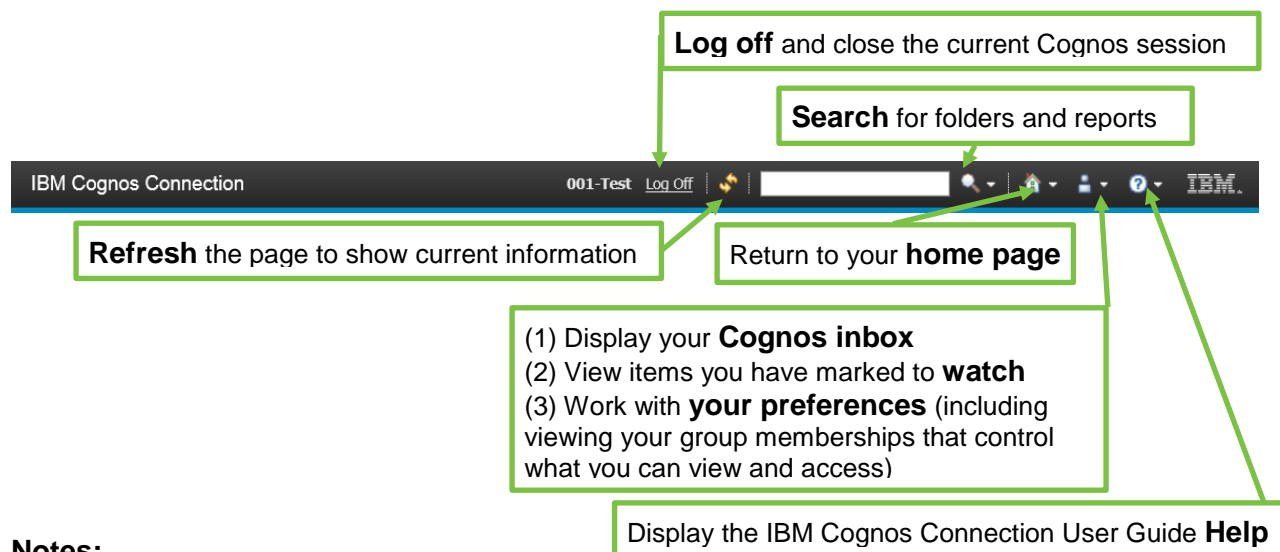 Log off and close the current Cognos session
Search for folders and reports
IBM Cognos Connection
001-Test Log Off
IBM.
Refresh the page to show current information
Return to your home page
(1) Display your Cognos inbox
(2) View items you have marked to watch
(3) Work with your preferences (including
viewing your group memberships that control
what you can view and access)
Display the IBM Cognos Connection User Guide Help
Notes: